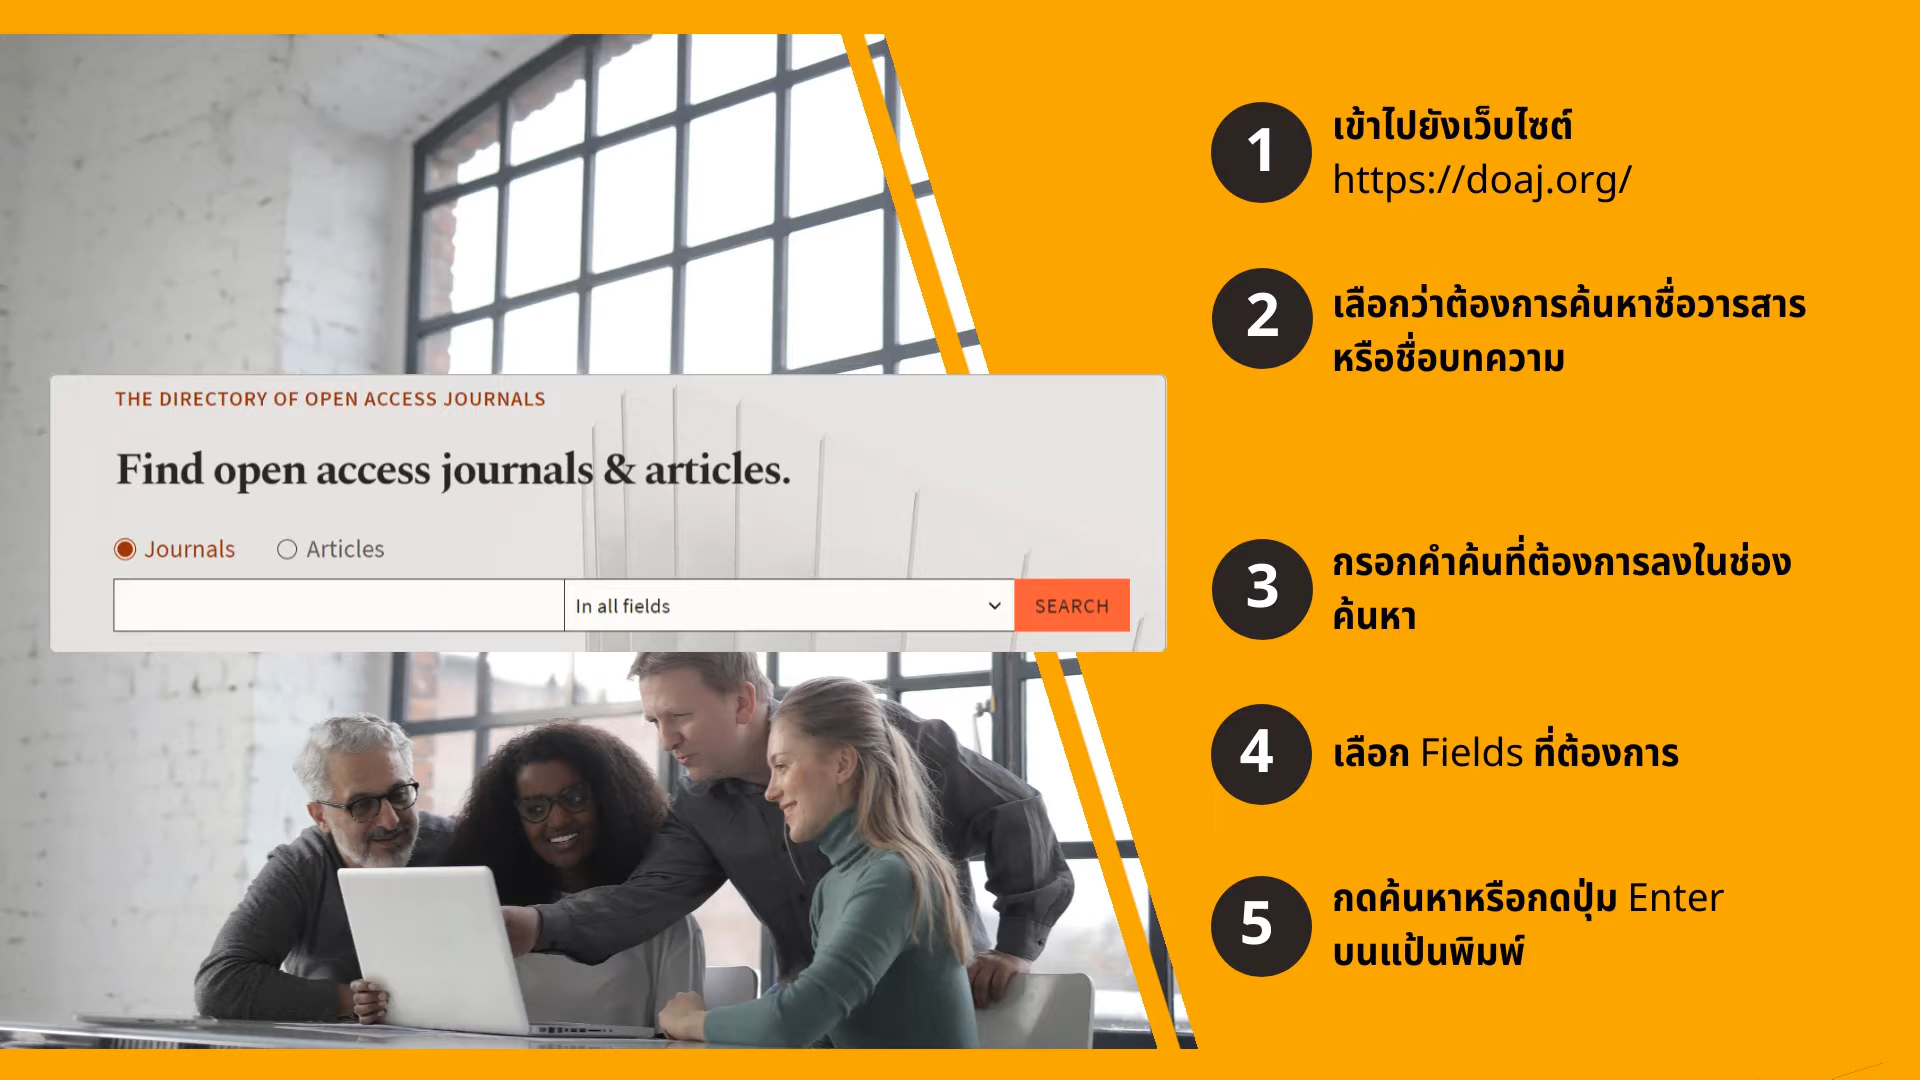 THE DIRECTORY OF OPEN ACCESS JOURNALS
Find open access journals & articles.
Journals
Articles
In all fields
SEARCH
1
เข้าไปยังเว็บไซต์
https://doaj.org/
2
เลือกว่าต้องการค้นหาชื่อวารสาร
หรือชื่อบทความ
3
กรอกคำค้นที่ต้องการลงในช่อง
ค้นหา
4
เลือก Fields ที่ต้องการ
5
กดค้นหาหรือกดปุ่ม Enter
บนแป้นพิมพ์